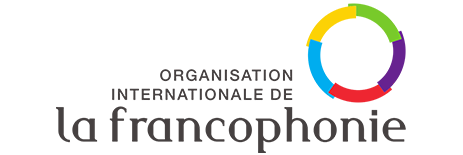 ORGANISATION
INTERNATIONALE DE
la francophonie